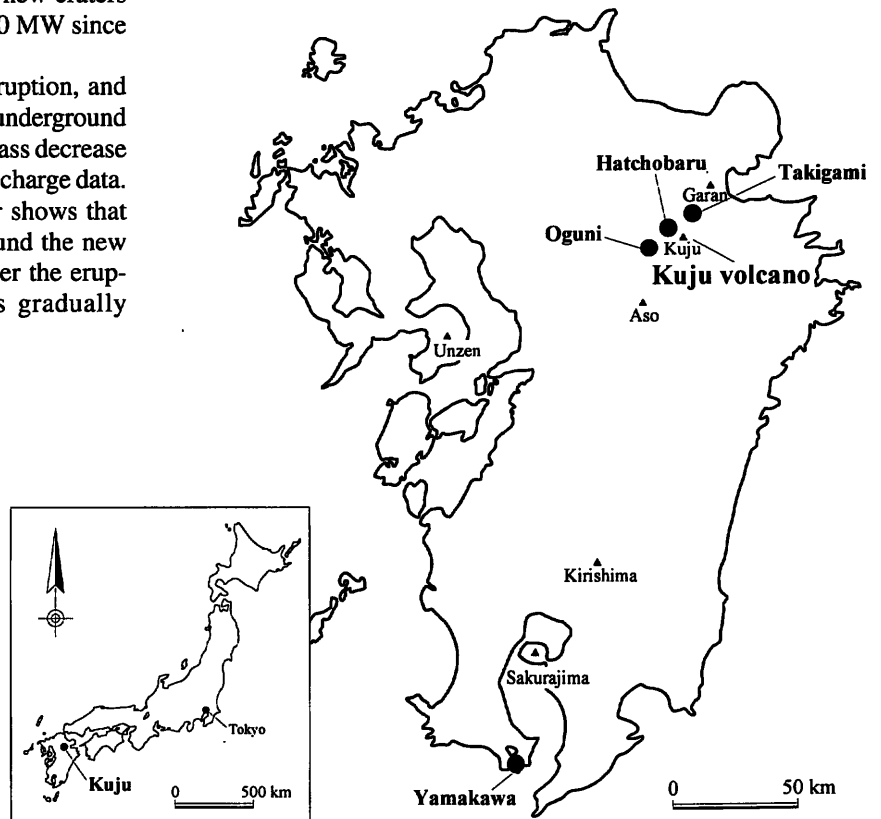 0 MW since
ruption, and
underground
ass decrease
charge data.
r shows that
und the new
er the erup-
s gradually
Hatchobaru
Takigami
Garan
Oguni
Kuju
Kuju volcano
Aso
Unzen
Kirishima
Sakurajima
Yamakawa
0 50 km
Tokyo
Kuju
0 500 km